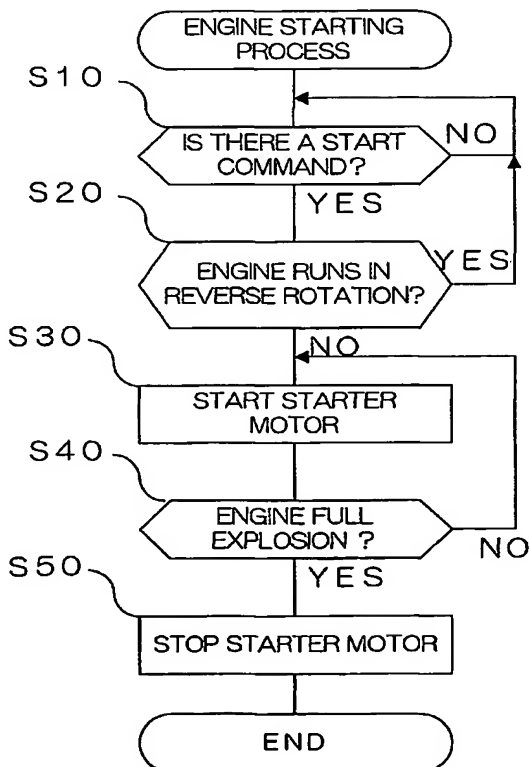 ENGINE STARTING
PROCESS
S10
IS THERE A START
COMMAND?
NO
YES
S20
ENGINE RUNS IN
REVERSE ROTATION?
YES
NO
S30
START STARTER
MOTOR
S40
ENGINE FULL
EXPLOSION ?
NO
YES
S50
STOP STARTER MOTOR
END